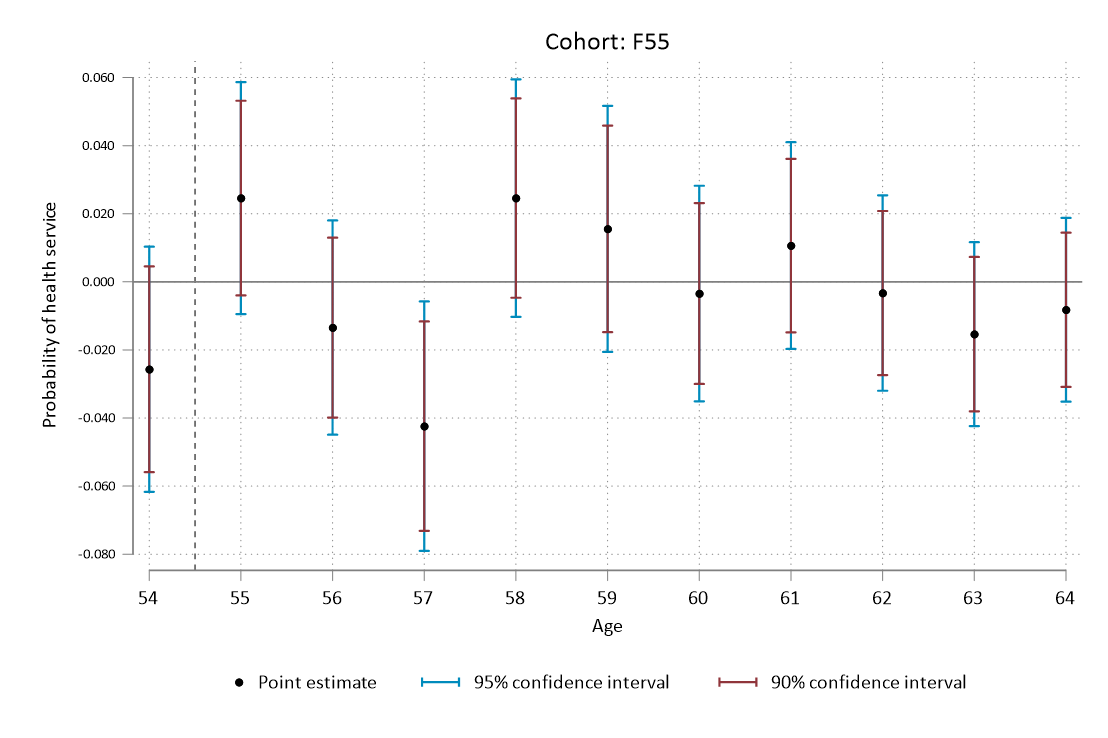 Cohort: F55
0.060
0.040
0.020
0.000
-0.020
-0.040
-0.060
-0.080
Probability of health service
54 55 56 57 58 59 60 61 62 63 64
Age
Point estimate 95% confidence interval 90% confidence interval